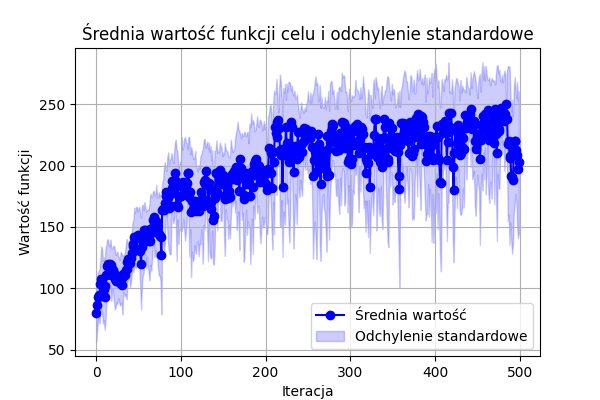 Średnia wartość funkcji celu i odchylenie standardowe
Wartość funkcji
250
200
150
100
50
0 100 200 300 400 500
Iteracja
Średnia wartość
Odchylenie standardowe